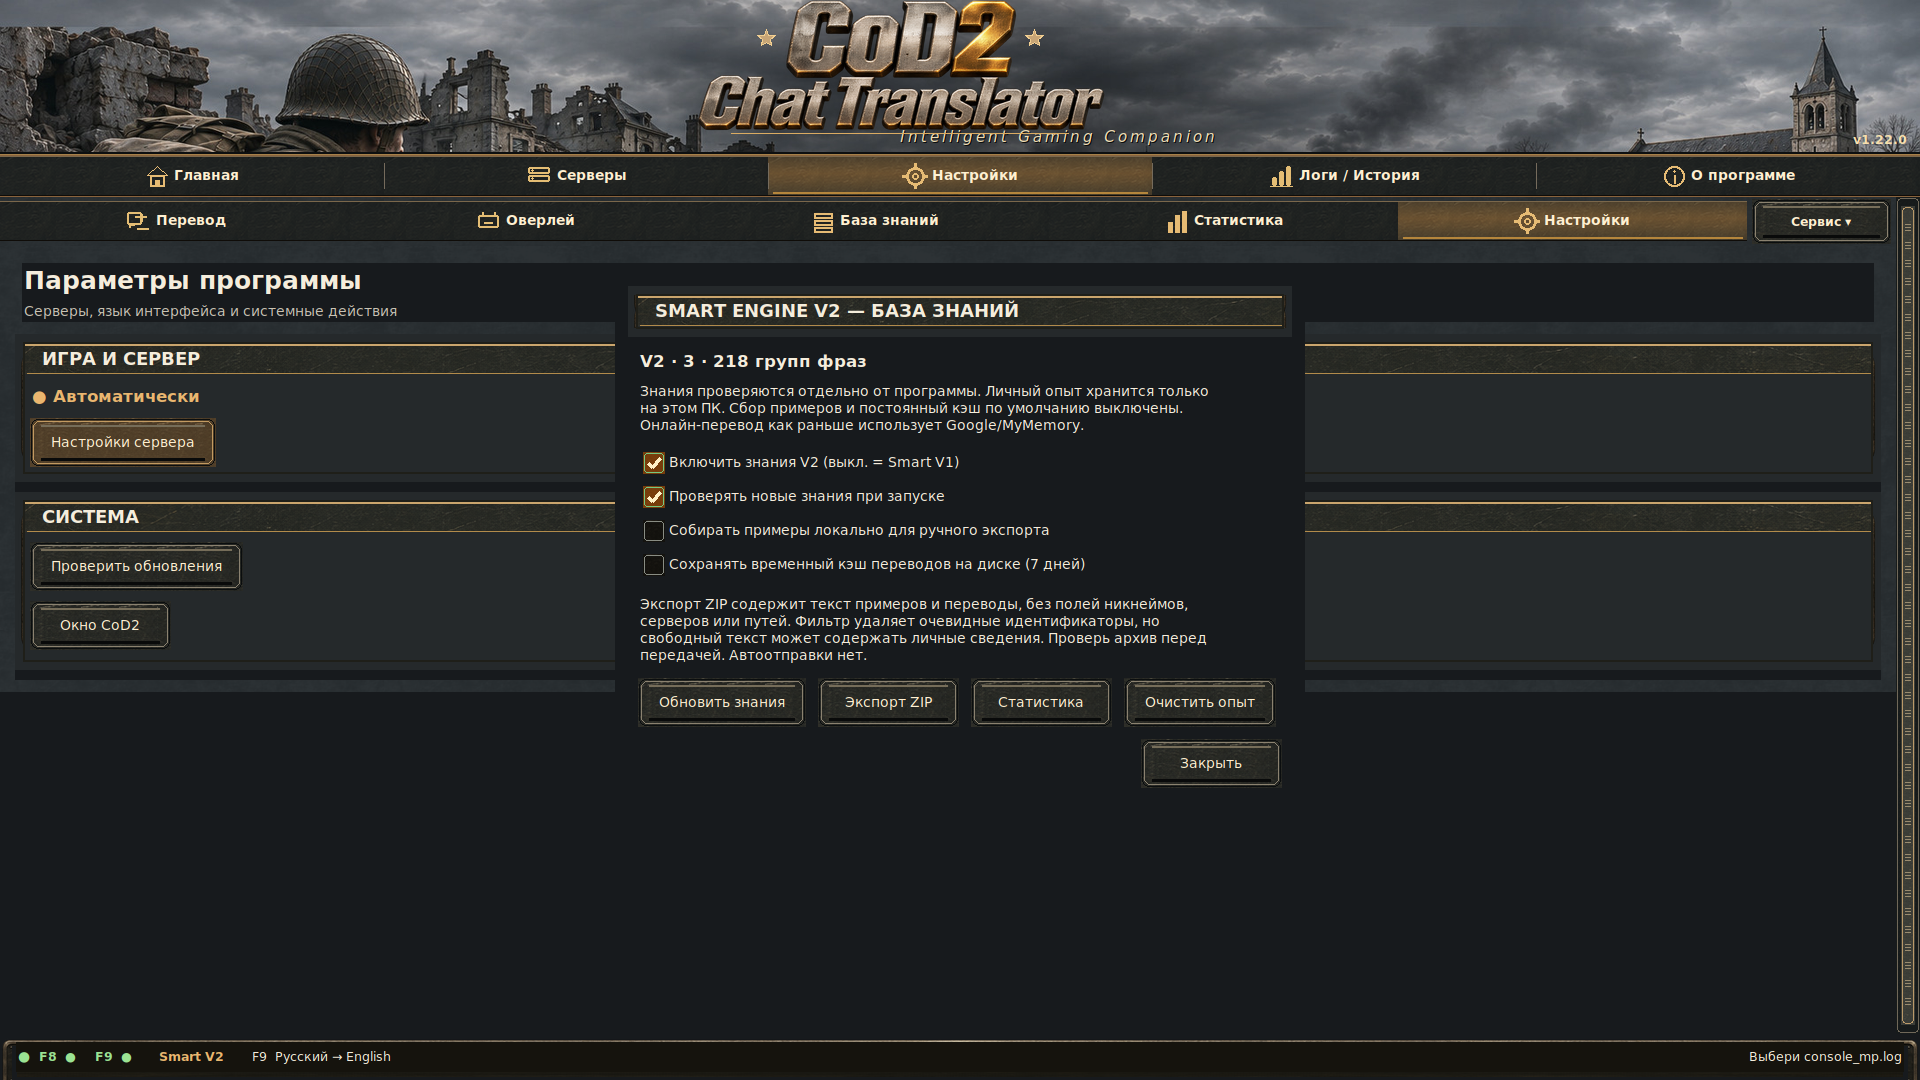 CoD2
Chat Translator
Intelligent Gaming Companion
v1.22.0
Главная
Серверы
Настройки
Логи / История
О программе
Перевод
Оверлей
База знаний
Статистика
Настройки
Сервис ▾
Параметры программы
Серверы, язык интерфейса и системные действия
ИГРА И СЕРВЕР
Автоматически
Настройки сервера
СИСТЕМА
Проверить обновления
Окно CoD2
SMART ENGINE V2 — БАЗА ЗНАНИЙ
V2 · 3 · 218 групп фраз
Знания проверяются отдельно от программы. Личный опыт хранится только
на этом ПК. Сбор примеров и постоянный кэш по умолчанию выключены.
Онлайн-перевод как раньше использует Google/MyMemory.
Включить знания V2 (выкл. = Smart V1)
Проверять новые знания при запуске
Собирать примеры локально для ручного экспорта
Сохранять временный кэш переводов на диске (7 дней)
Экспорт ZIP содержит текст примеров и переводы, без полей никнеймов,
серверов или путей. Фильтр удаляет очевидные идентификаторы, но
свободный текст может содержать личные сведения. Проверь архив перед
передачей. Автоотправки нет.
Обновить знания
Экспорт ZIP
Статистика
Очистить опыт
Закрыть
● F8 ● F9 ● Smart V2 F9 Русский → English
Выбери console_mp.log